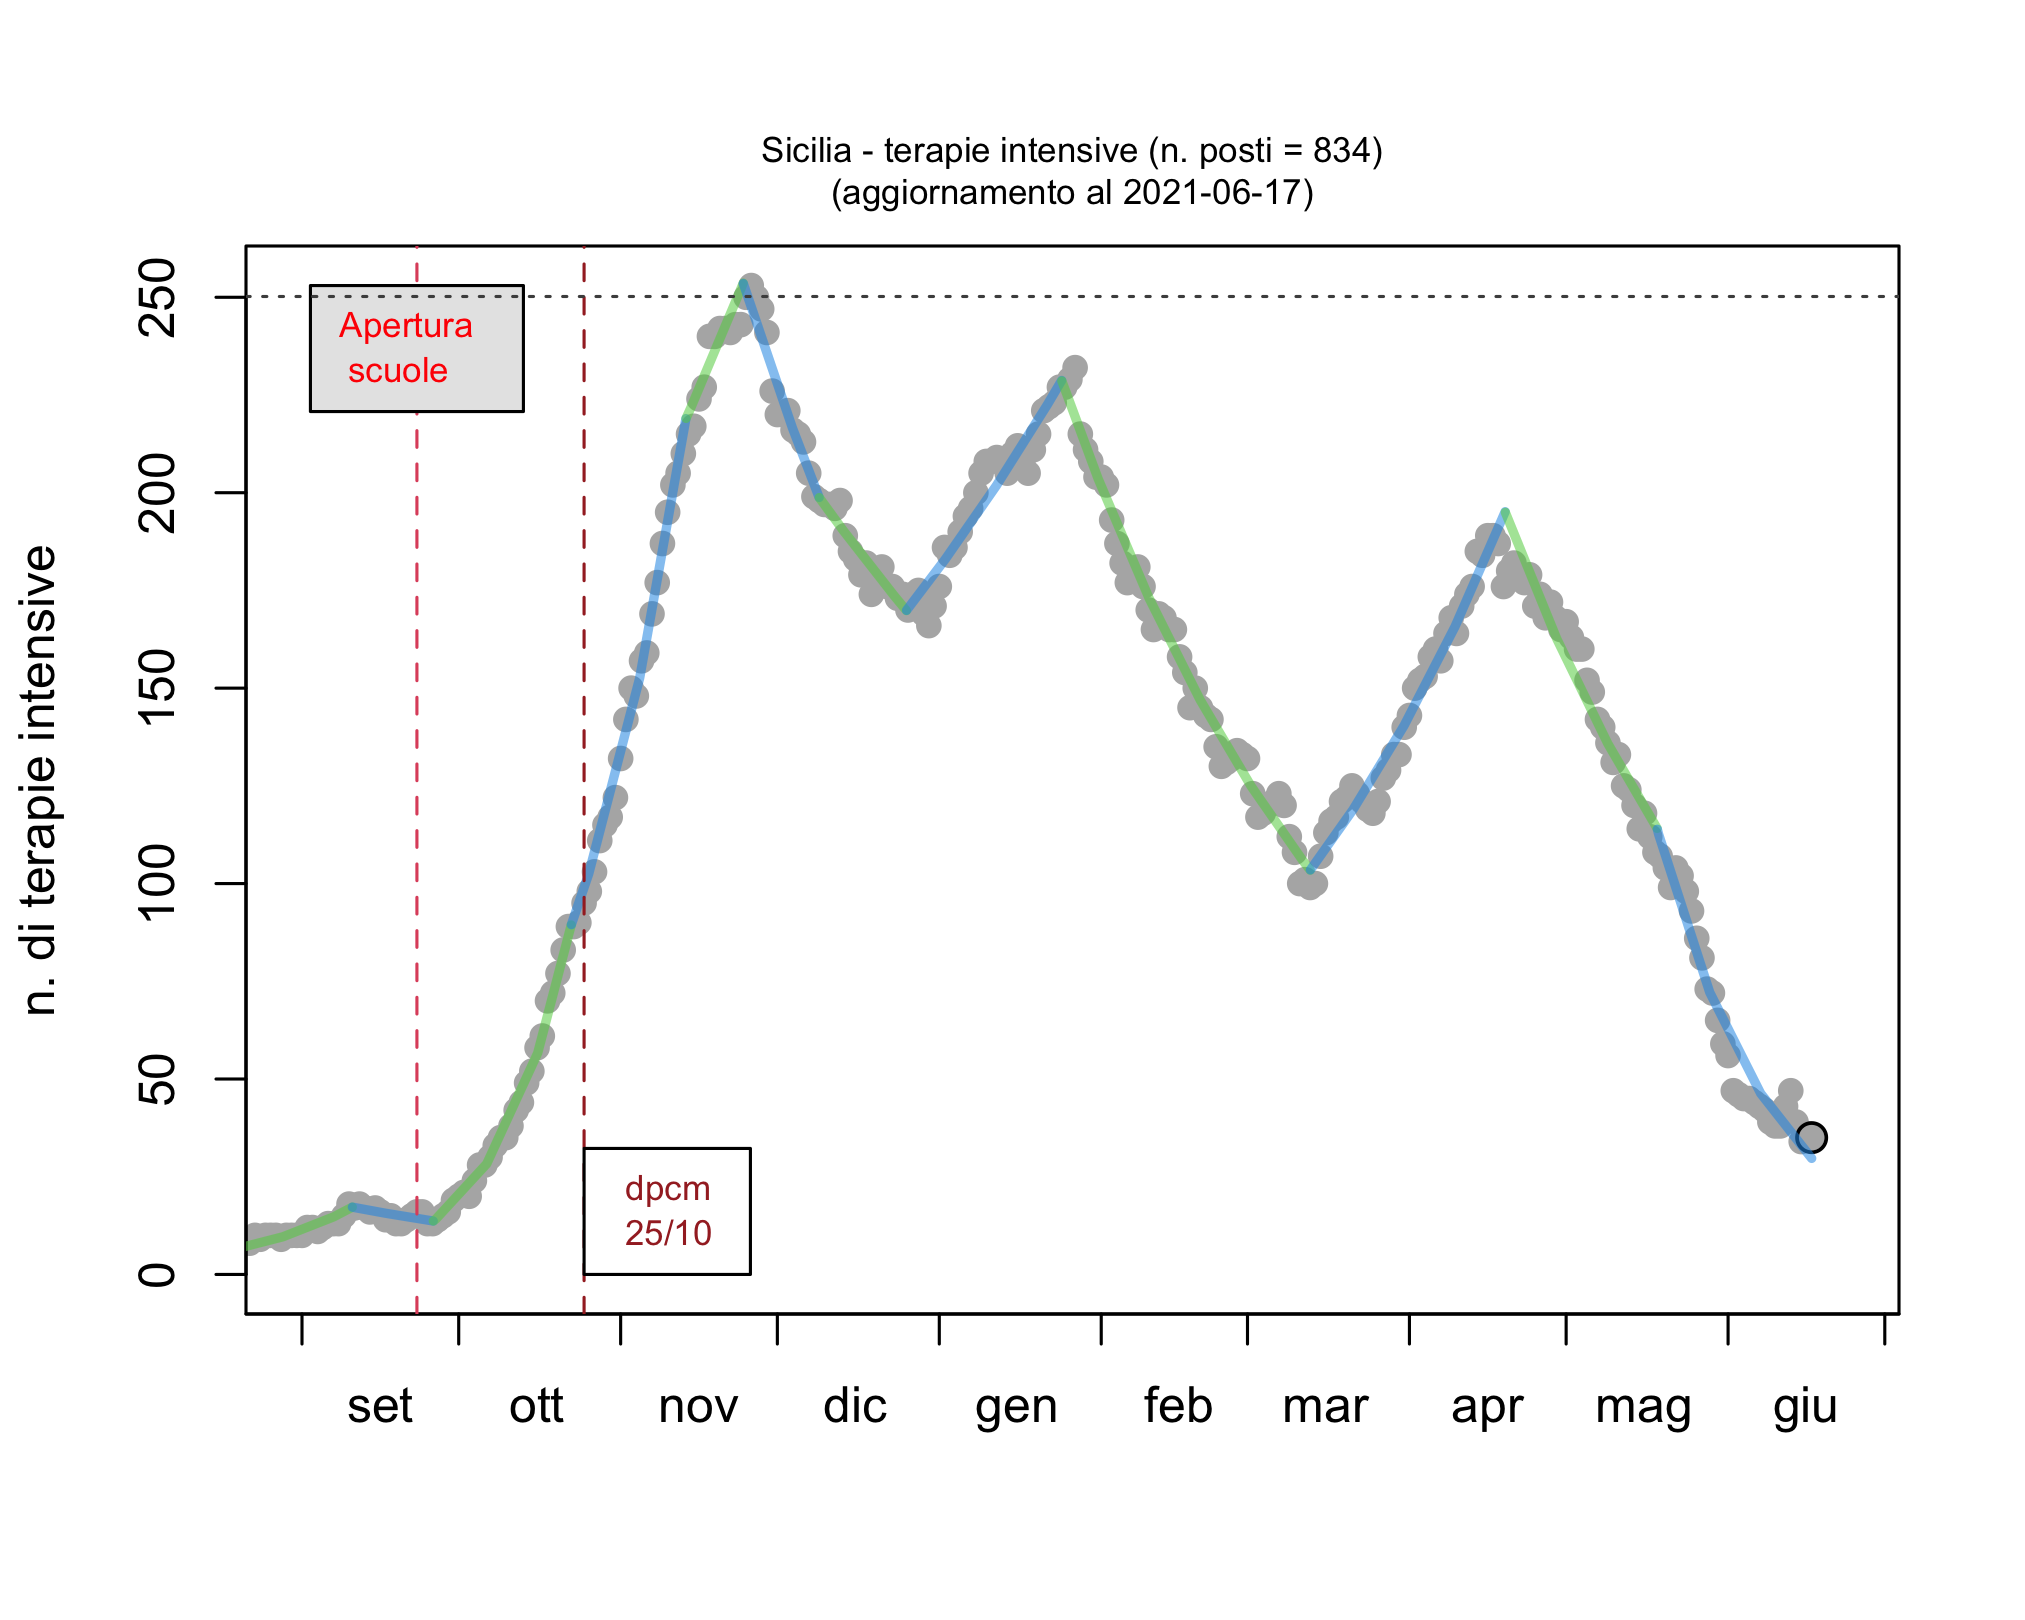 Sicilia - terapie intensive (n. posti = 834)
(aggiornamento al 2021-06-17)
n. di terapie intensive
250
200
150
100
50
0
Apertura
scuole
dpcm
25/10
set ott nov dic gen feb mar apr mag giu